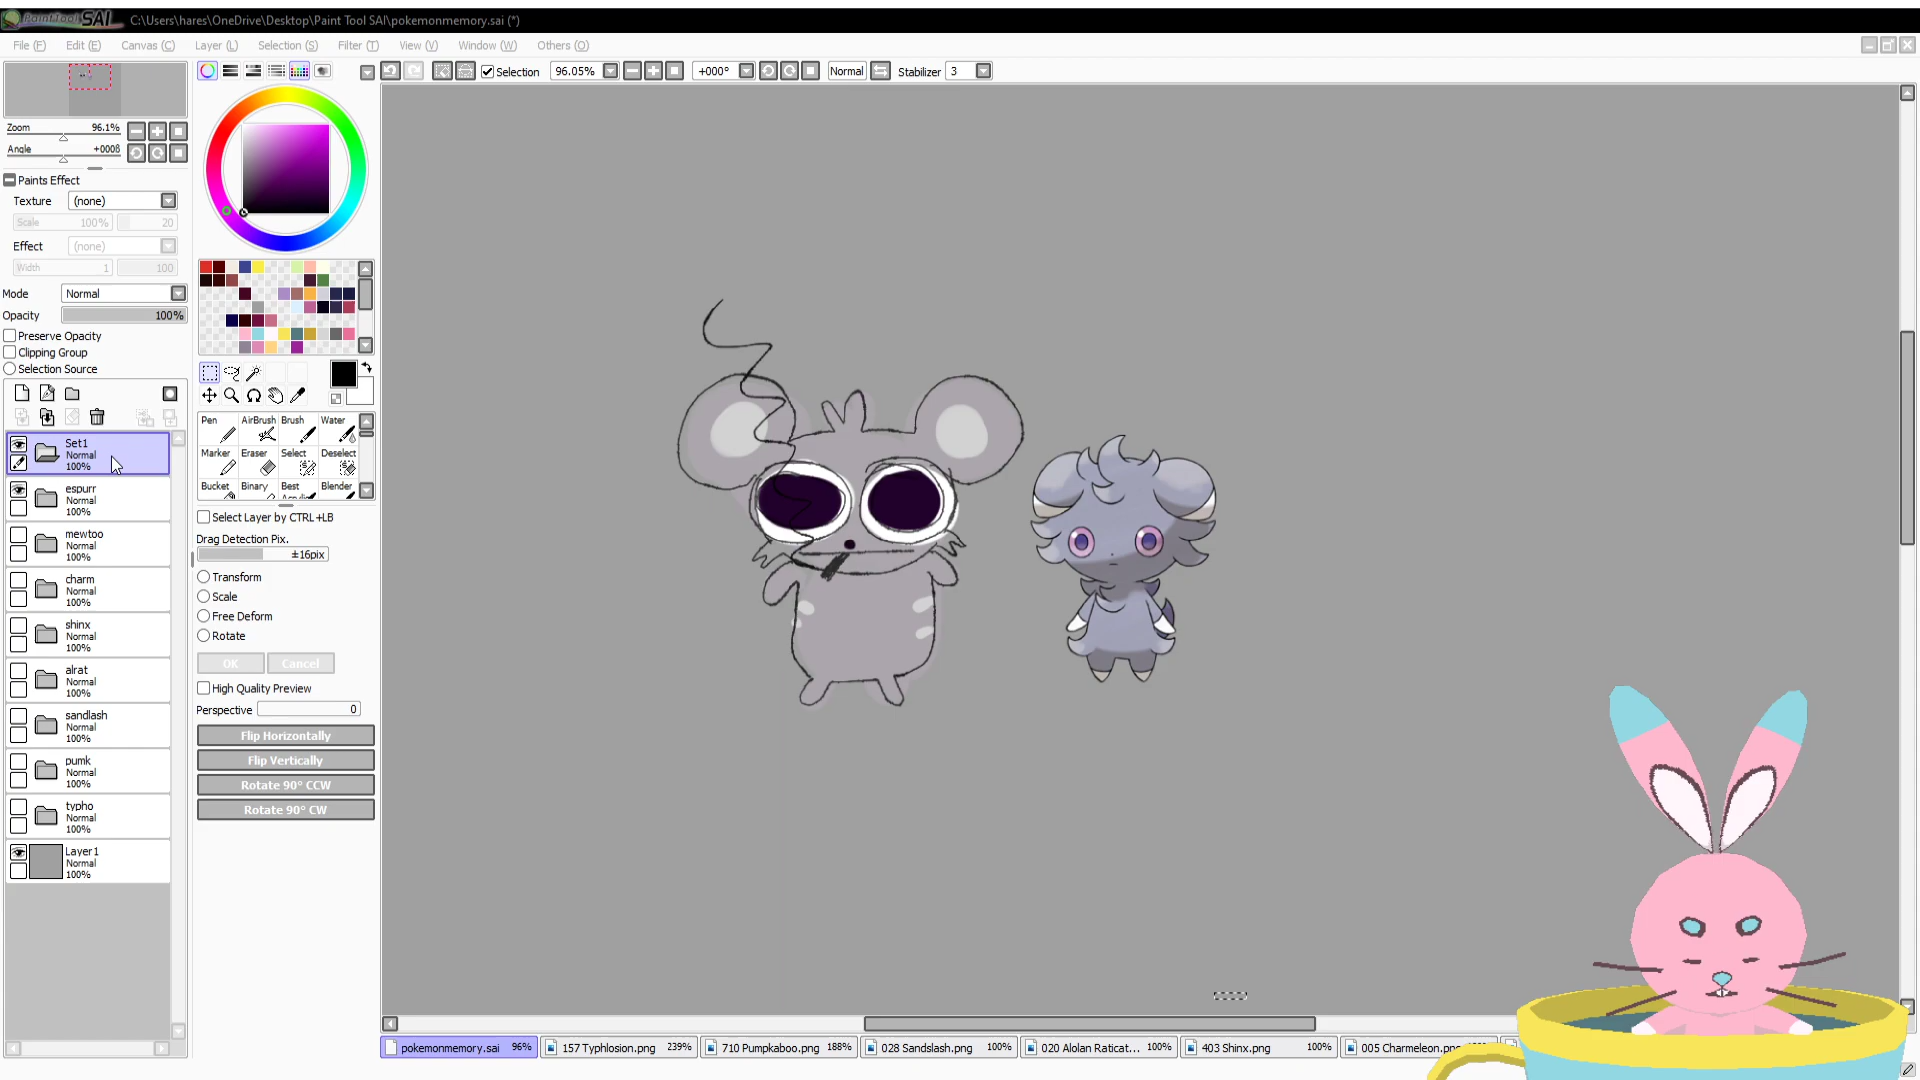 PaintTool SAI C:\Users\hares\OneDrive\Desktop\Paint Tool SAI\pokemonmemory.sai (*)
File (F) Edit (E) Canvas (C) Layer (L) Selection (S) Filter (T) View (V) Window (W) Others (O)
Selection 96.05% +000° Normal Stabilizer 3
Zoom 96.1%
Angle +000ß
Paints Effect
Texture (none)
Scale 100% 20
Effect (none)
Width 1 100
Mode Normal
Opacity 100%
Preserve Opacity
Clipping Group
Selection Source
Set1
Normal
100%
espurr
Normal
100%
mewtoo
Normal
100%
charm
Normal
100%
shinx
Normal
100%
alrat
Normal
100%
sandlash
Normal
100%
pumk
Normal
100%
typho
Normal
100%
Layer1
Normal
100%
Pen AirBrush Brush Water
Marker Eraser Select Deselect
Bucket Binary Best Blender
Select Layer by CTRL+LB
Drag Detection Pix.
±16pix
Transform
Scale
Free Deform
Rotate
OK Cancel
High Quality Preview
Perspective 0
Flip Horizontally
Flip Vertically
Rotate 90° CCW
Rotate 90° CW
pokemonmemory.sai 96% 157 Typhlosion.png 239% 710 Pumpkaboo.png 188% 028 Sandslash.png 100% 020 Alolan Raticat... 100% 403 Shinx.png 100% 005 Charmeleon.png